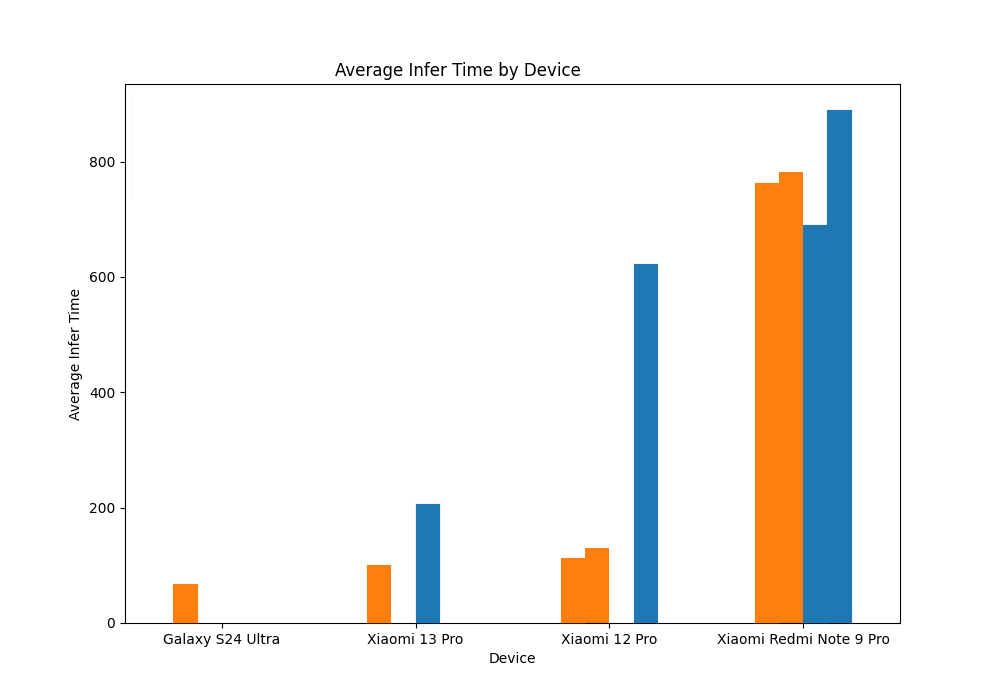 Average Infer Time by Device
800
600
400
200
0
Average Infer Time
Galaxy S24 Ultra
Xiaomi 13 Pro
Xiaomi 12 Pro
Xiaomi Redmi Note 9 Pro
Device